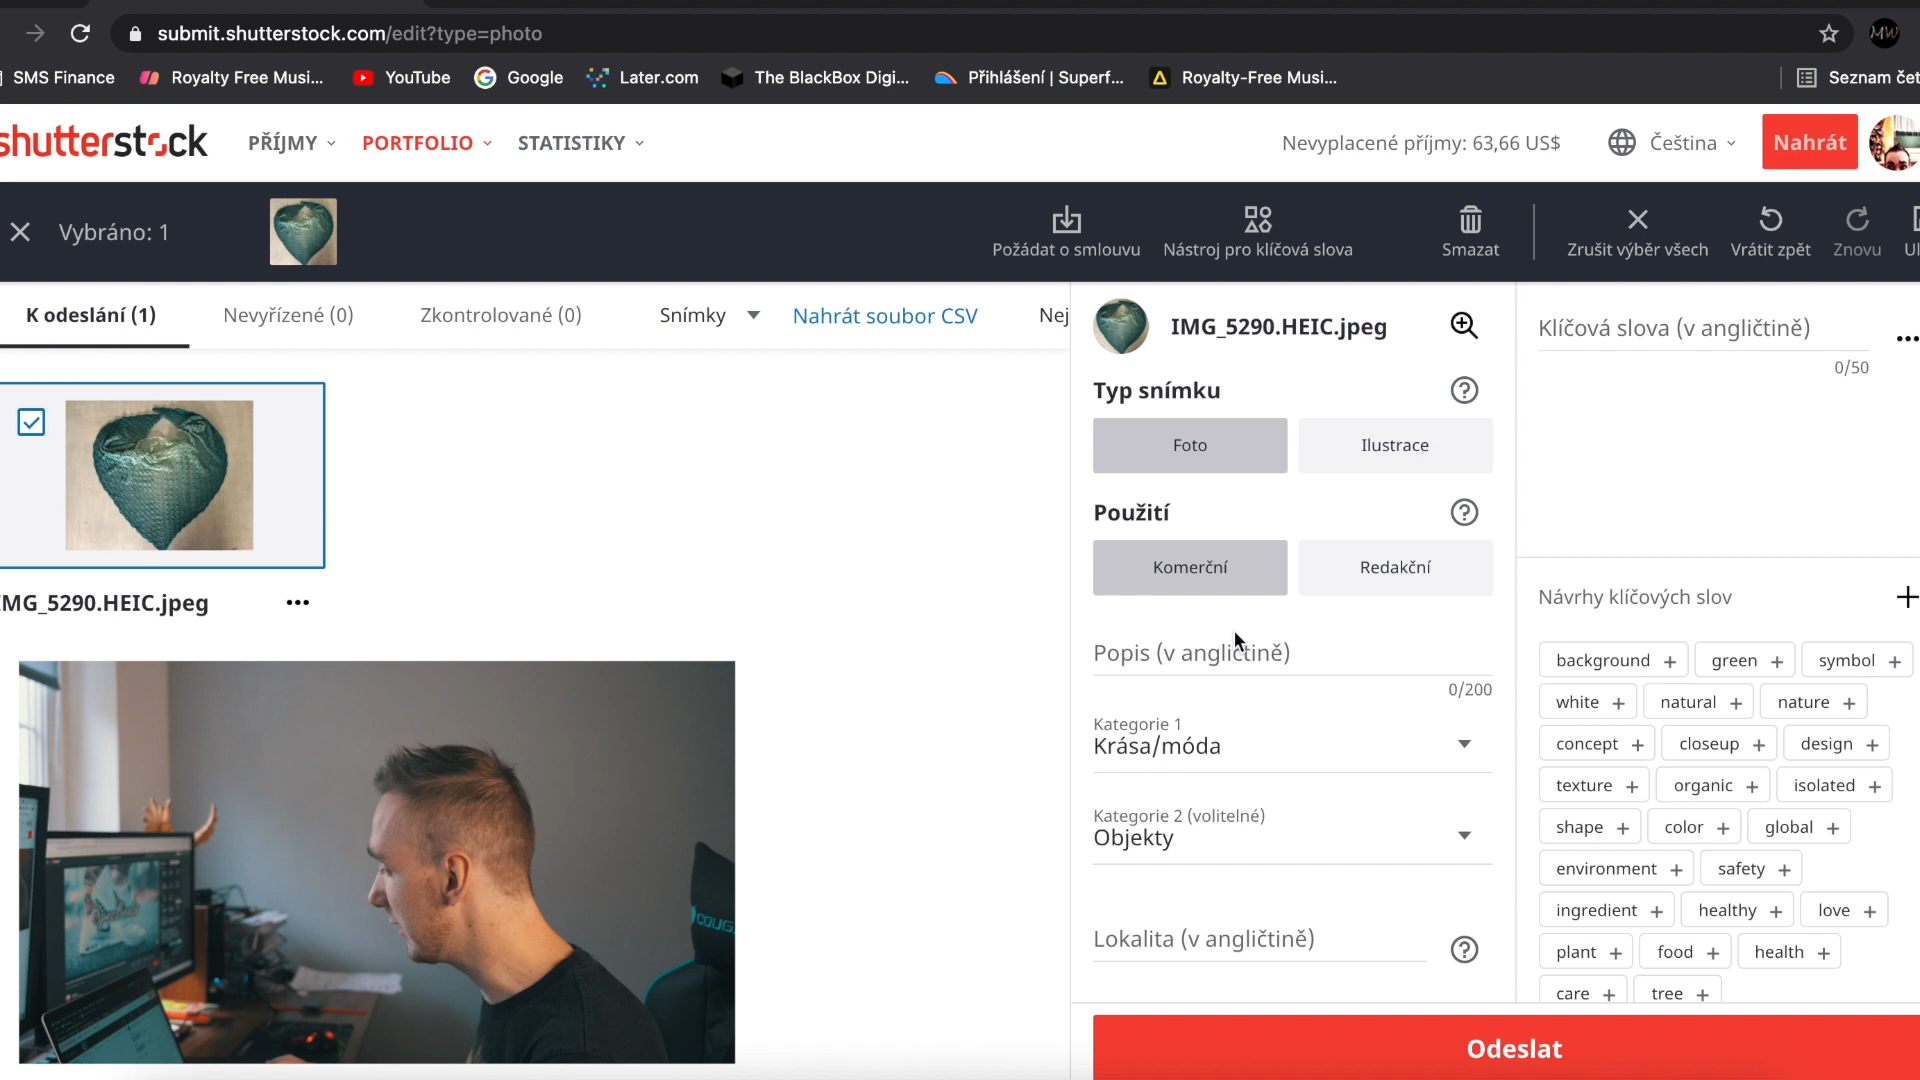 submit.shutterstock.com/edit?type=photo
MW
SMS Finance
Royalty Free Musi...
YouTube
Google
Later.com
The BlackBox Digi...
Přihlášení | Superf...
Royalty-Free Musi...
Seznam čet
shutterstock
PŘÍJMY
PORTFOLIO
STATISTIKY
Nevyplacené příjmy: 63,66 US$
Čeština
Nahrát
Vybráno: 1
Požádat o smlouvu
Nástroj pro klíčová slova
Smazat
Zrušit výběr všech
Vrátit zpět
Znovu
Ul
K odeslání (1)
Nevyřízené (0)
Zkontrolované (0)
Snímky
Nahrát soubor CSV
Nej
IMG_5290.HEIC.jpeg
Typ snímku
Foto
Ilustrace
Použití
Komerční
Redakční
Popis (v angličtině)
0/200
Kategorie 1
Krása/móda
Kategorie 2 (volitelné)
Objekty
Lokalita (v angličtině)
Klíčová slova (v angličtině)
0/50
Návrhy klíčových slov
background + green + symbol +
white + natural + nature +
concept + closeup + design +
texture + organic + isolated +
shape + color + global +
environment + safety +
ingredient + healthy + love +
plant + food + health +
care + tree +
Odeslat
MG_5290.HEIC.jpeg
COUG